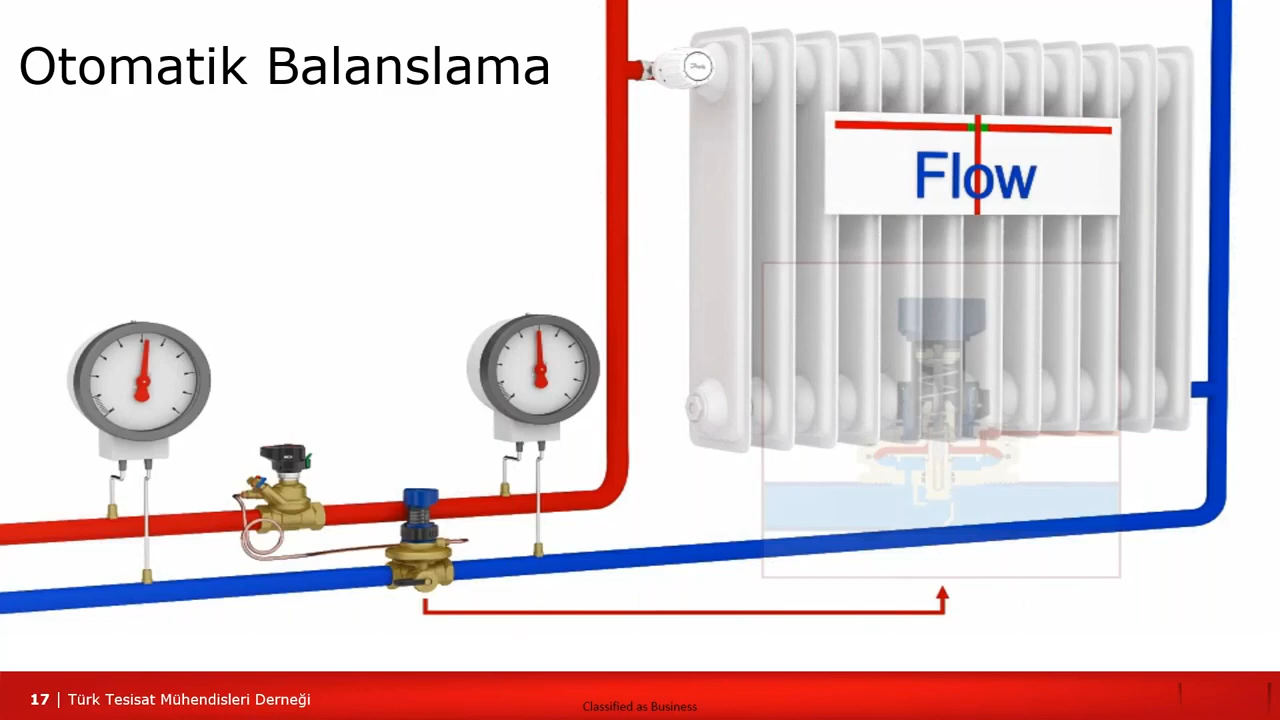 Otomatik Balanslama
Flow
17 | Türk Tesisat Mühendisleri Derneği
Classified as Business